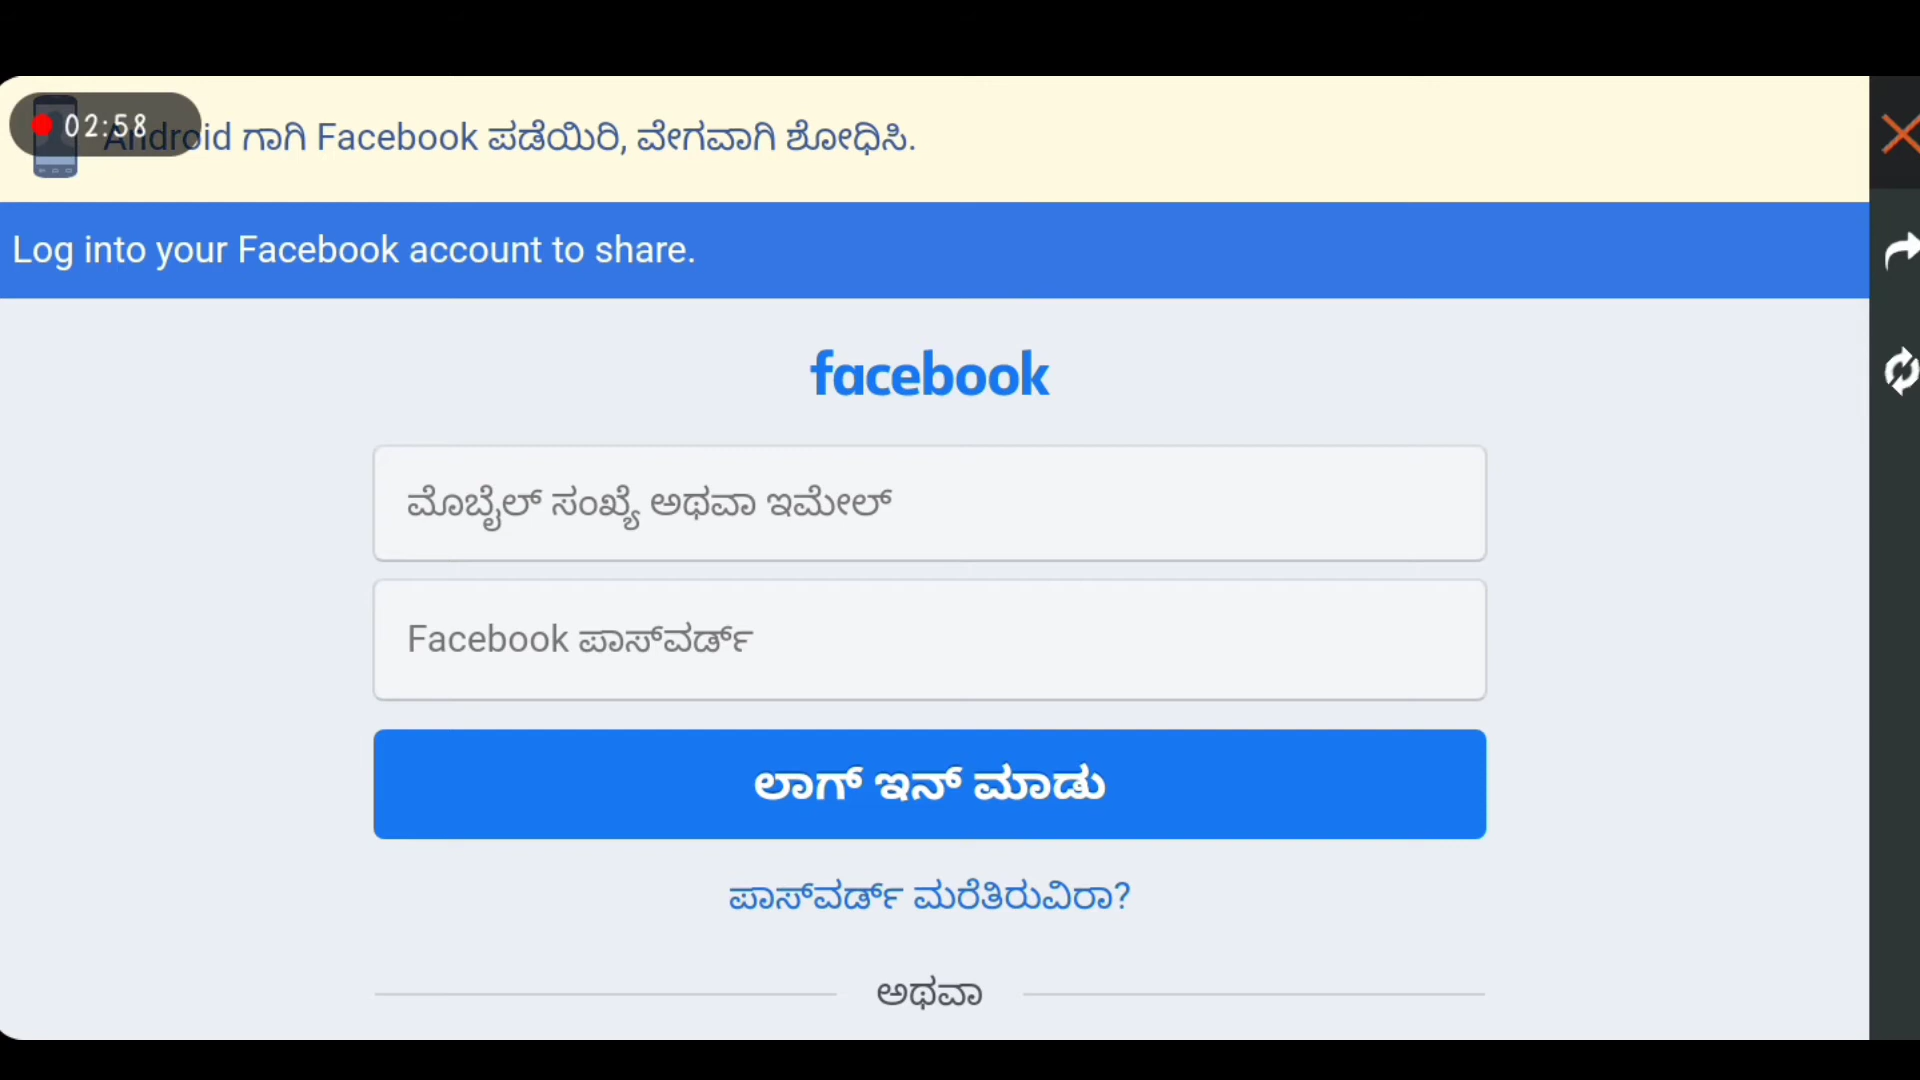 02:58
Android ಗಾಗಿ Facebook ಪಡೆಯಿರಿ, ವೇಗವಾಗಿ ಶೋಧಿಸಿ.
Log into your Facebook account to share.
facebook
ಮೊಬೈಲ್ ಸಂಖ್ಯೆ ಅಥವಾ ಇಮೇಲ್
Facebook ಪಾಸ್‌ವರ್ಡ್
ಲಾಗ್ ಇನ್ ಮಾಡು
ಪಾಸ್‌ವರ್ಡ್ ಮರೆತಿರುವಿರಾ?
ಅಥವಾ